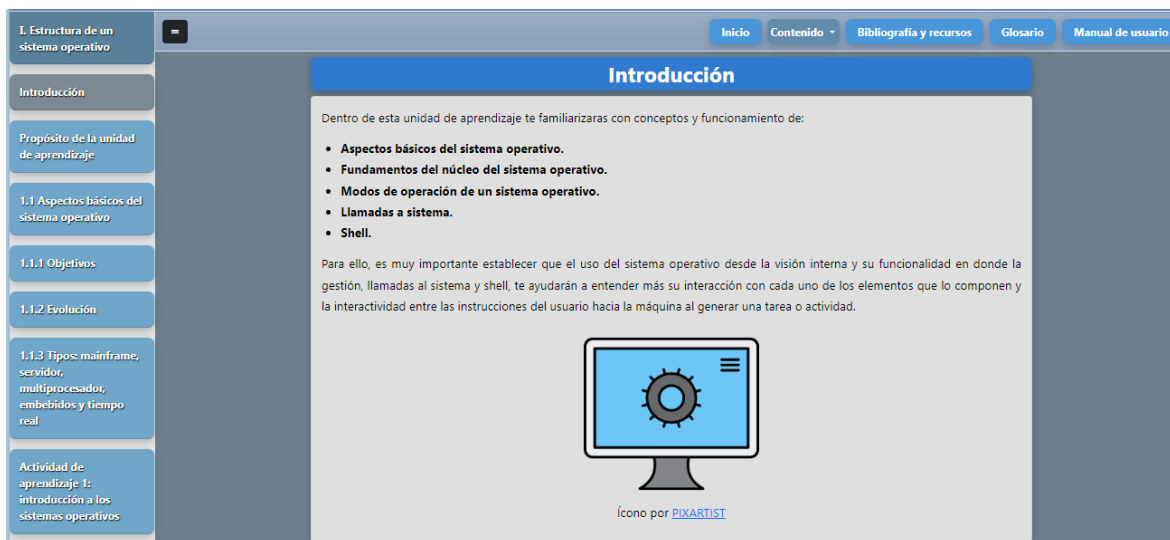 I. Estructura de un
sistema operativo
=
Inicio
Contenido
Bibliografía y recursos
Glosario
Manual de usuario
Introducción
Propósito de la unidad
de aprendizaje
1.1 Aspectos básicos del
sistema operativo
1.1.1 Objetivos
1.1.2 Evolución
1.1.3 Tipos: mainframe,
servidor,
multiprocesador,
embebidos y tiempo
real
Actividad de
aprendizaje 1:
introducción a los
sistemas operativos
Introducción
Dentro de esta unidad de aprendizaje te familiarizaras con conceptos y funcionamiento de:
• Aspectos básicos del sistema operativo.
• Fundamentos del núcleo del sistema operativo.
• Modos de operación de un sistema operativo.
• Llamadas a sistema.
• Shell.
Para ello, es muy importante establecer que el uso del sistema operativo desde la visión interna y su funcionalidad en donde la
gestión, llamadas al sistema y shell, te ayudarán a entender más su interacción con cada uno de los elementos que lo componen y
la interactividad entre las instrucciones del usuario hacia la máquina al generar una tarea o actividad.
Ícono por PIXARTIST